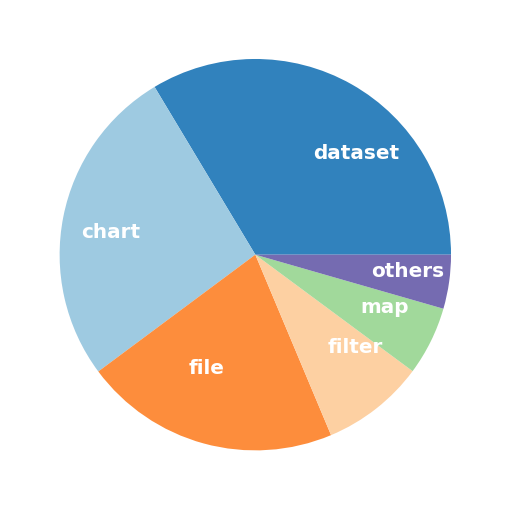 dataset
chart
others
map
filter
file